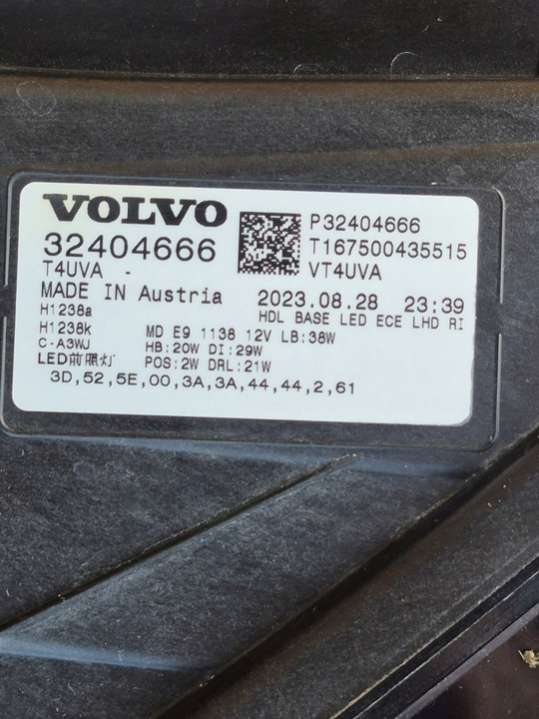 VOLVO
32404666
P32404666
T167500435515
T4UVA -
VT4UVA
MADE IN Austria
2023.08.28 23:39
H1238a
HDL BASE LED ECE LHD RI
H1238k
MD E9 1138 12V LB:38W
C-A3WJ
HB:20W DI:29W
LED前照灯
POS:2W DRL:21W
3D,52,5E,00,3A,3A,44,44,2,61